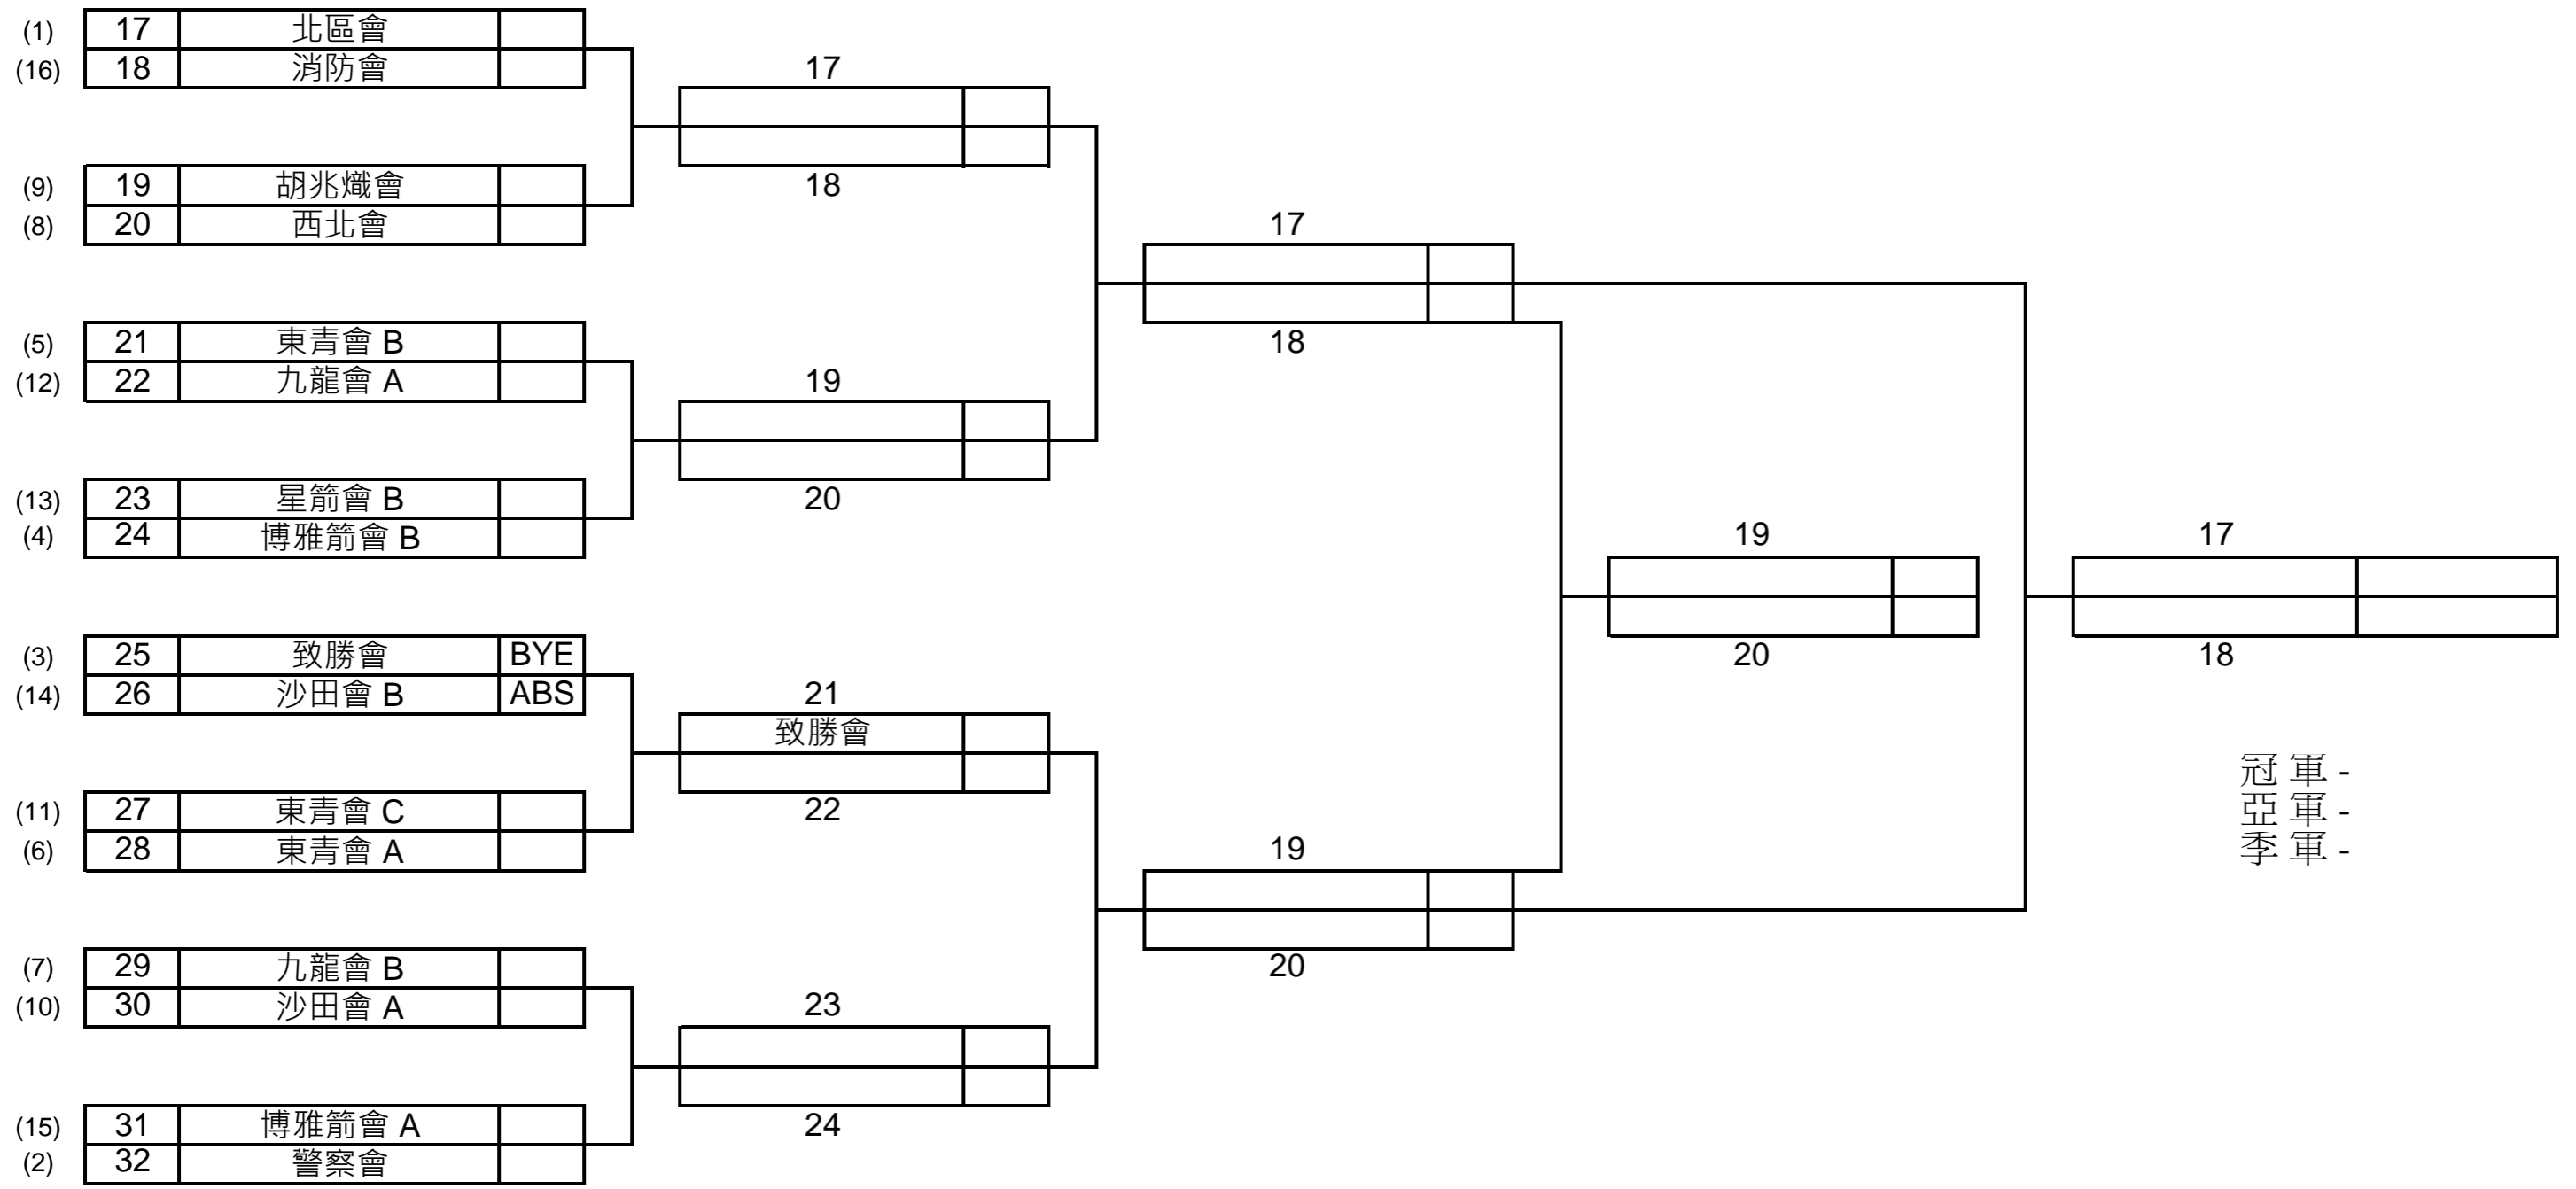 (1) 17 北區會
(16) 18 消防會
(9) 19 胡兆熾會
(8) 20 西北會
(5) 21 東青會 B
(12) 22 九龍會 A
(13) 23 星箭會 B
(4) 24 博雅箭會 B
(3) 25 致勝會 BYE
(14) 26 沙田會 B ABS
(11) 27 東青會 C
(6) 28 東青會 A
(7) 29 九龍會 B
(10) 30 沙田會 A
(15) 31 博雅箭會 A
(2) 32 警察會
17
18
19
20
21
致勝會
22
23
24
17
18
19
20
19
20
17
18
冠 軍 -
亞 軍 -
季 軍 -